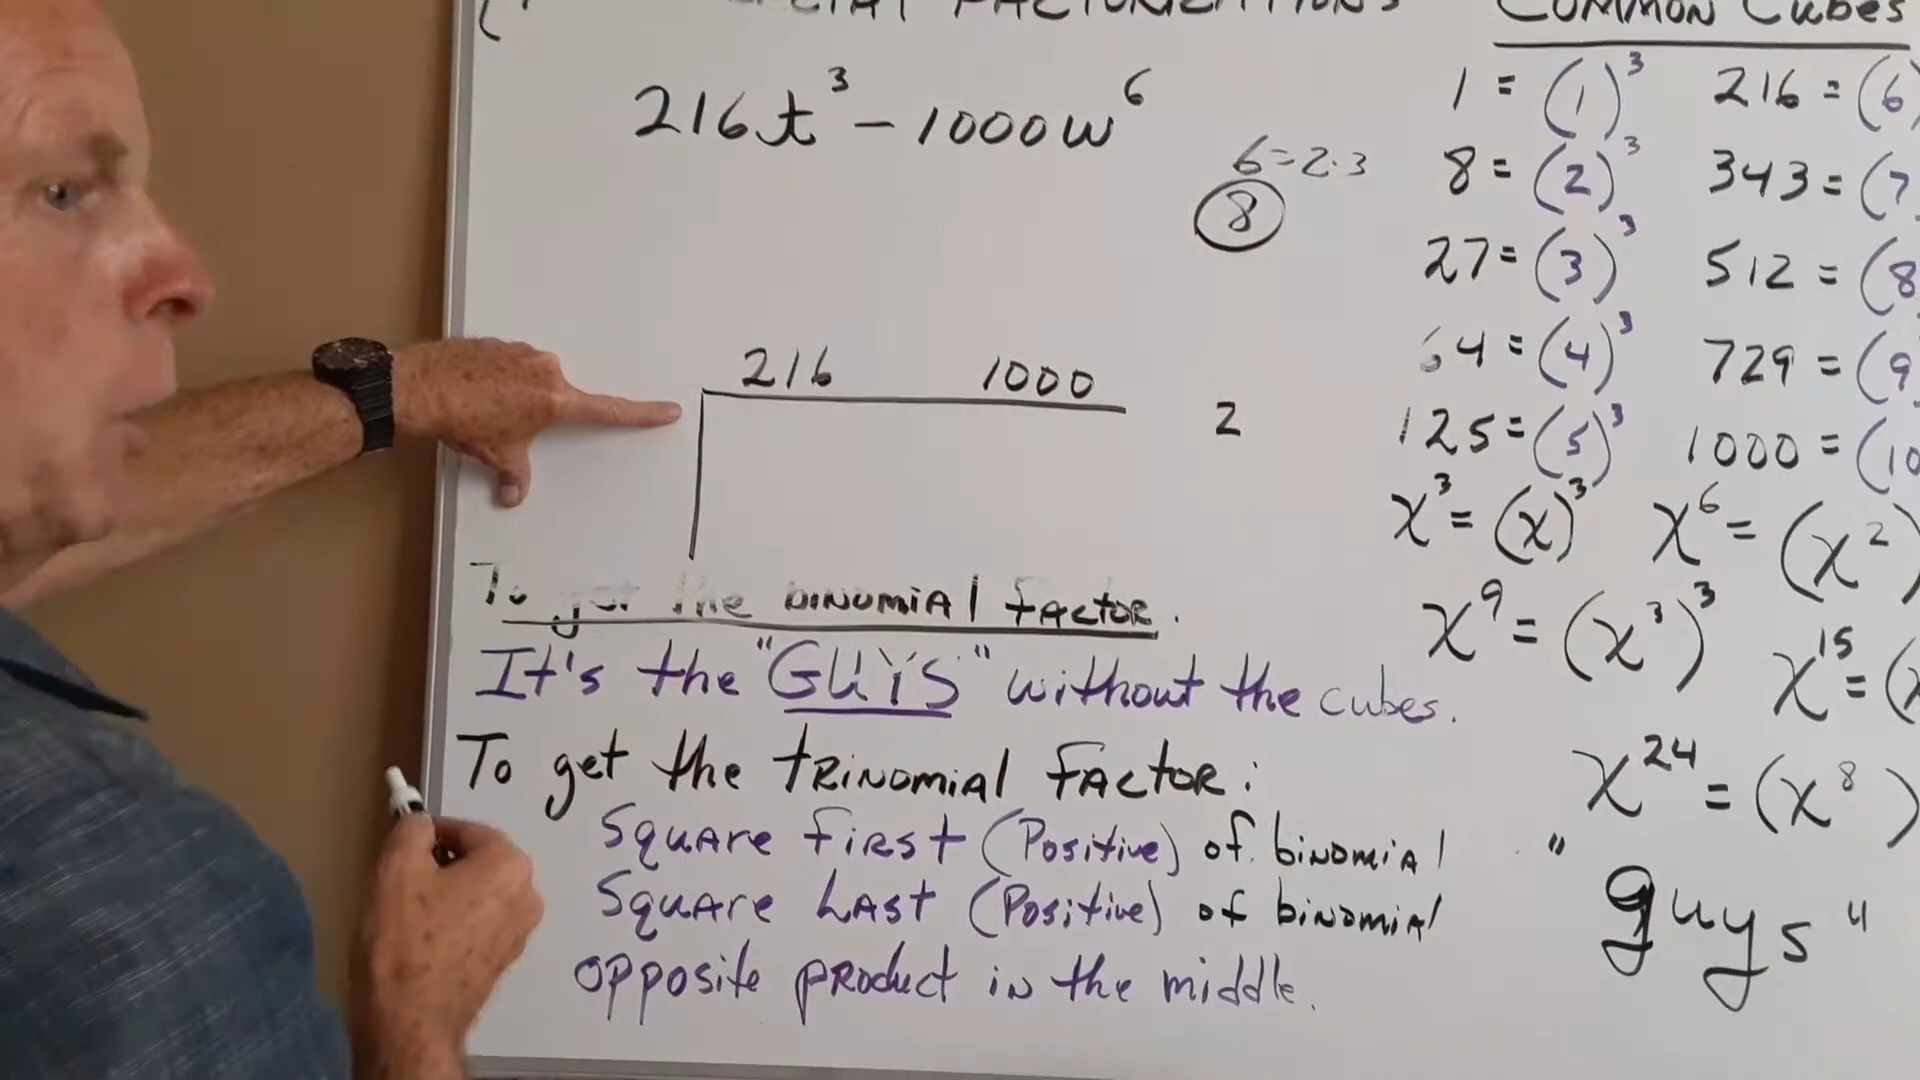 FACTORIZATIONS
216t³ - 1000w⁶
6=2·3
8
216 1000
2
To get the binomial factor.
It's the "GUYS" without the cubes.
To get the trinomial factor:
Square first (Positive) of binomial
Square Last (Positive) of binomial
opposite product in the middle.
Common Cubes
1 = (1)³ 216 = (6)
8 = (2)³ 343 = (7
27 = (3)³ 512 = (8
64 = (4)³ 729 = (9
125 = (5)³ 1000 = (10
x³ = (x)³ x⁶ = (x²)
x⁹ = (x³)³ x¹⁵ = (
x²⁴ = (x⁸)
"guys"